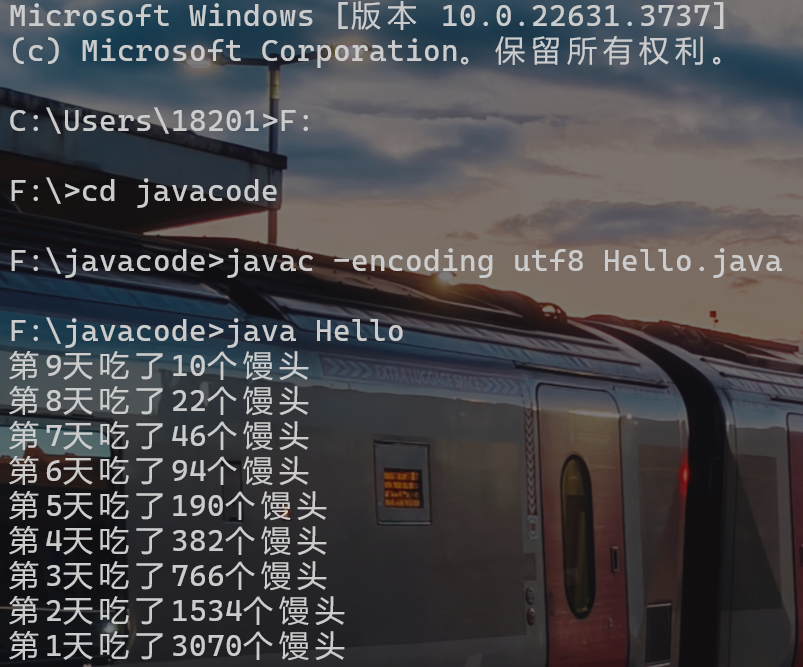 Microsoft Windows [版本 10.0.22631.3737]
(c) Microsoft Corporation。保留所有权利。
C:\Users\18201>F:
F:\>cd javacode
F:\javacode>javac -encoding utf8 Hello.java
F:\javacode>java Hello
第9天吃了10个馒头
第8天吃了22个馒头
第7天吃了46个馒头
第6天吃了94个馒头
第5天吃了190个馒头
第4天吃了382个馒头
第3天吃了766个馒头
第2天吃了1534个馒头
第1天吃了3070个馒头